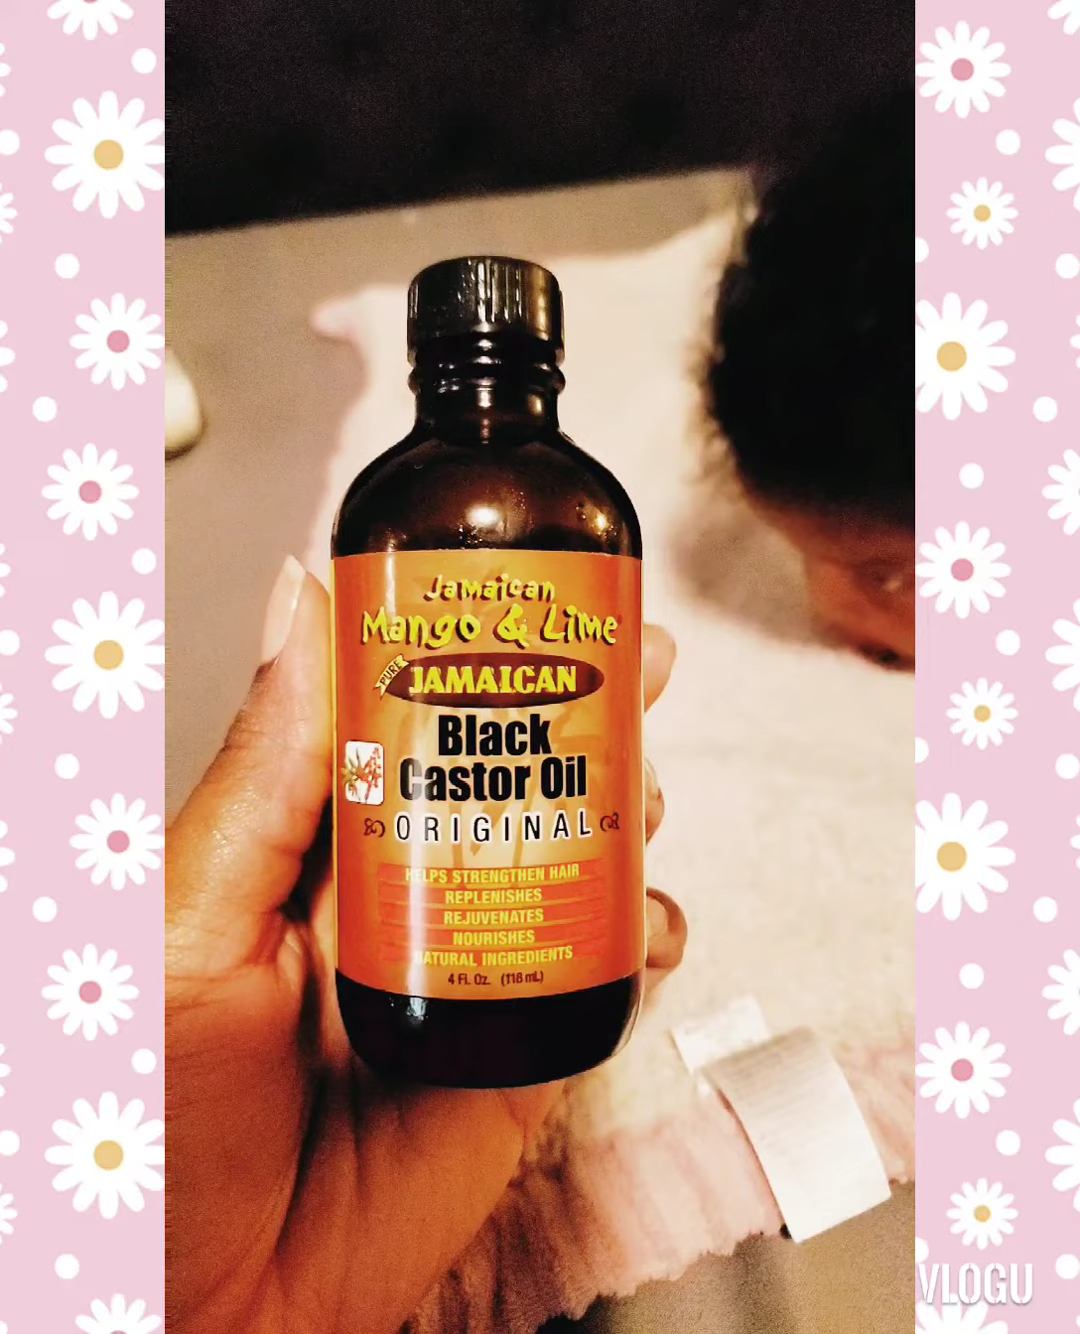 Jamaican
Mango & Lime
PURE
JAMAICAN
Black
Castor Oil
ORIGINAL
HELPS STRENGTHEN HAIR
REPLENISHES
REJUVENATES
NOURISHES
NATURAL INGREDIENTS
4 Fl. Oz. (118 mL)
VLOGU